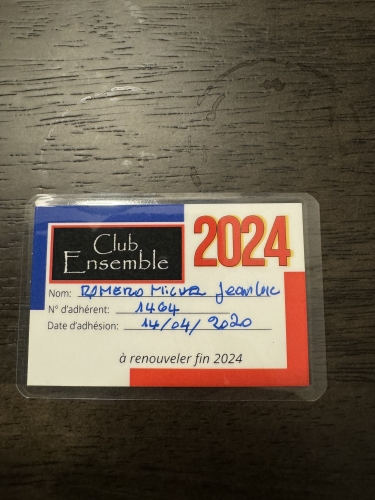 Club
Ensemble
2024
Nom: ROMERO MIGUEL Jean Luc
N° d'adhérent: 1464
Date d'adhésion: 14/04/2020
à renouveler fin 2024